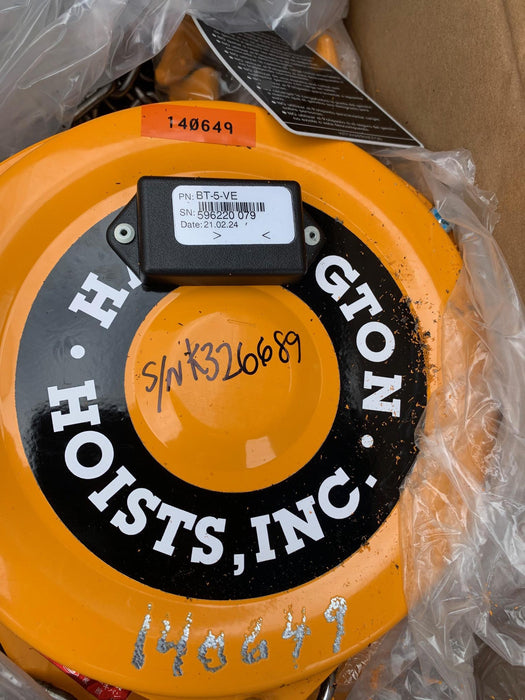 140649
PN: BT-5-VE
SN: 596220 079
Date: 21.02.24
> <
GTON
HOISTS, INC.
S/N K326689
140649